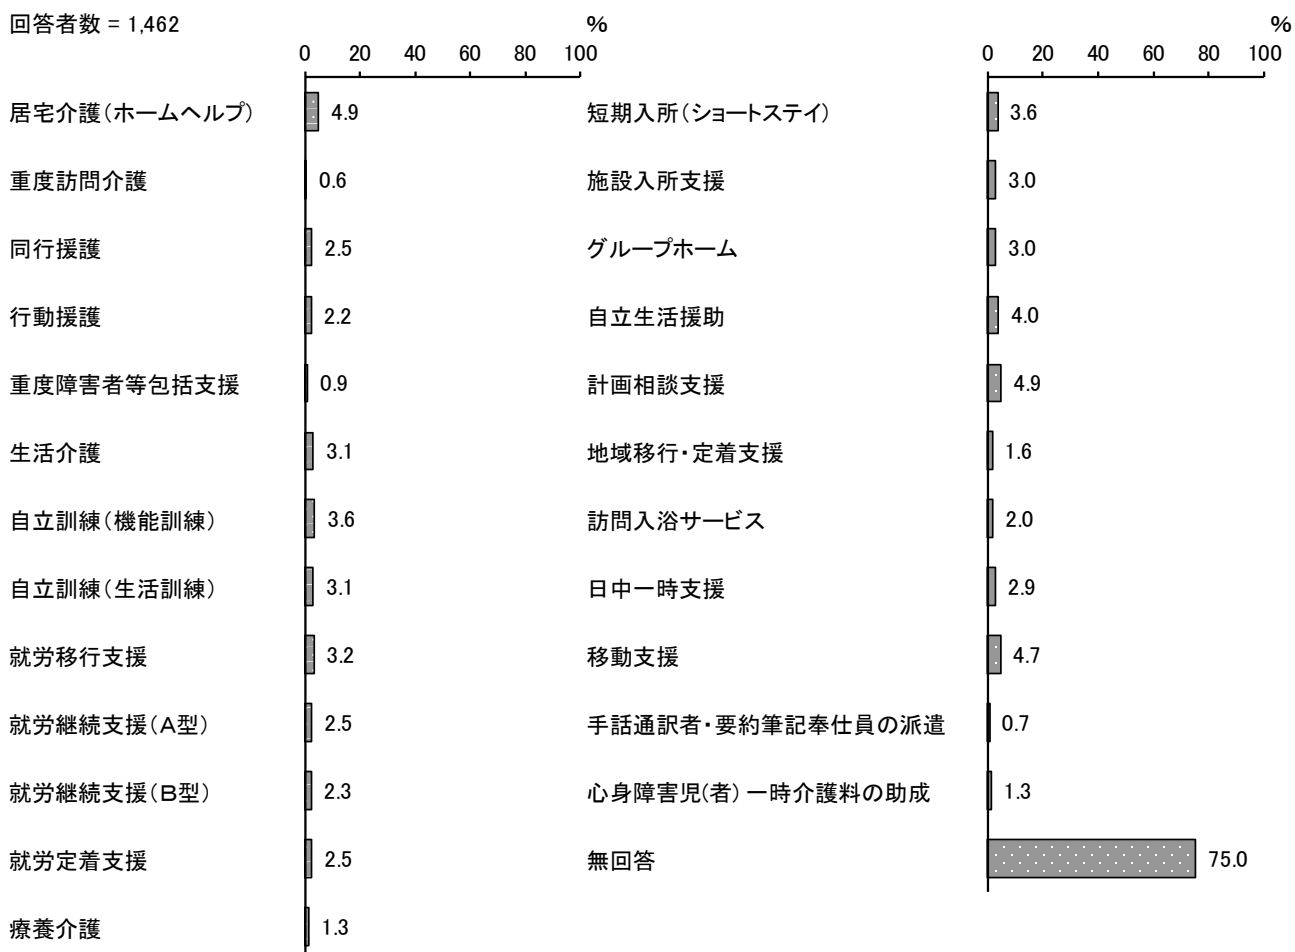 回答者数 = 1,462
%
0 20 40 60 80 100
居宅介護(ホームヘルプ) 4.9
重度訪問介護 0.6
同行援護 2.5
行動援護 2.2
重度障害者等包括支援 0.9
生活介護 3.1
自立訓練(機能訓練) 3.6
自立訓練(生活訓練) 3.1
就労移行支援 3.2
就労継続支援(A型) 2.5
就労継続支援(B型) 2.3
就労定着支援 2.5
療養介護 1.3
%
0 20 40 60 80 100
短期入所(ショートステイ) 3.6
施設入所支援 3.0
グループホーム 3.0
自立生活援助 4.0
計画相談支援 4.9
地域移行・定着支援 1.6
訪問入浴サービス 2.0
日中一時支援 2.9
移動支援 4.7
手話通訳者・要約筆記奉仕員の派遣 0.7
心身障害児(者)一時介護料の助成 1.3
無回答 75.0